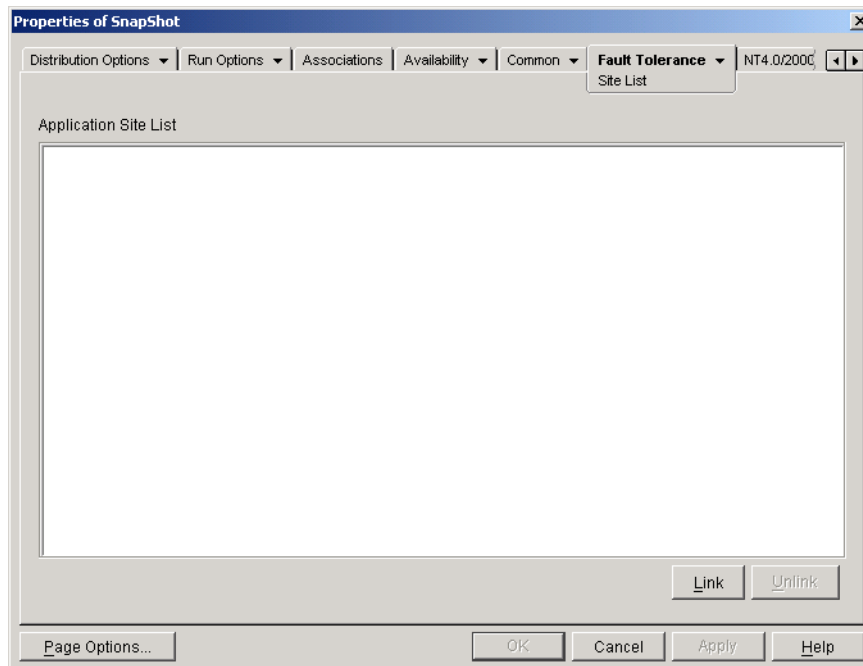 Properties of SnapShot
Distribution Options Run Options Associations Availability Common Fault Tolerance NT4.0/2000
Site List
Application Site List
Link Unlink
Page Options... OK Cancel Apply Help